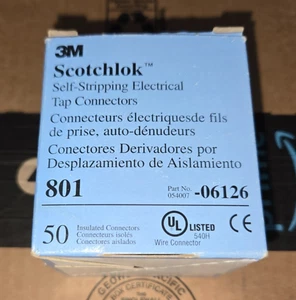 3M
Scotchlok™
Self-Stripping Electrical
Tap Connectors
Connecteurs électriquesde fils
de prise, auto-dénudeurs
Conectores Derivadores por
Desplazamiento de Aislamiento
801 Part No. 054007 -06126
50 Insulated Connectors
Connecteurs isolés
Conectores aislados
UL LISTED
540H
Wire Connector
CE